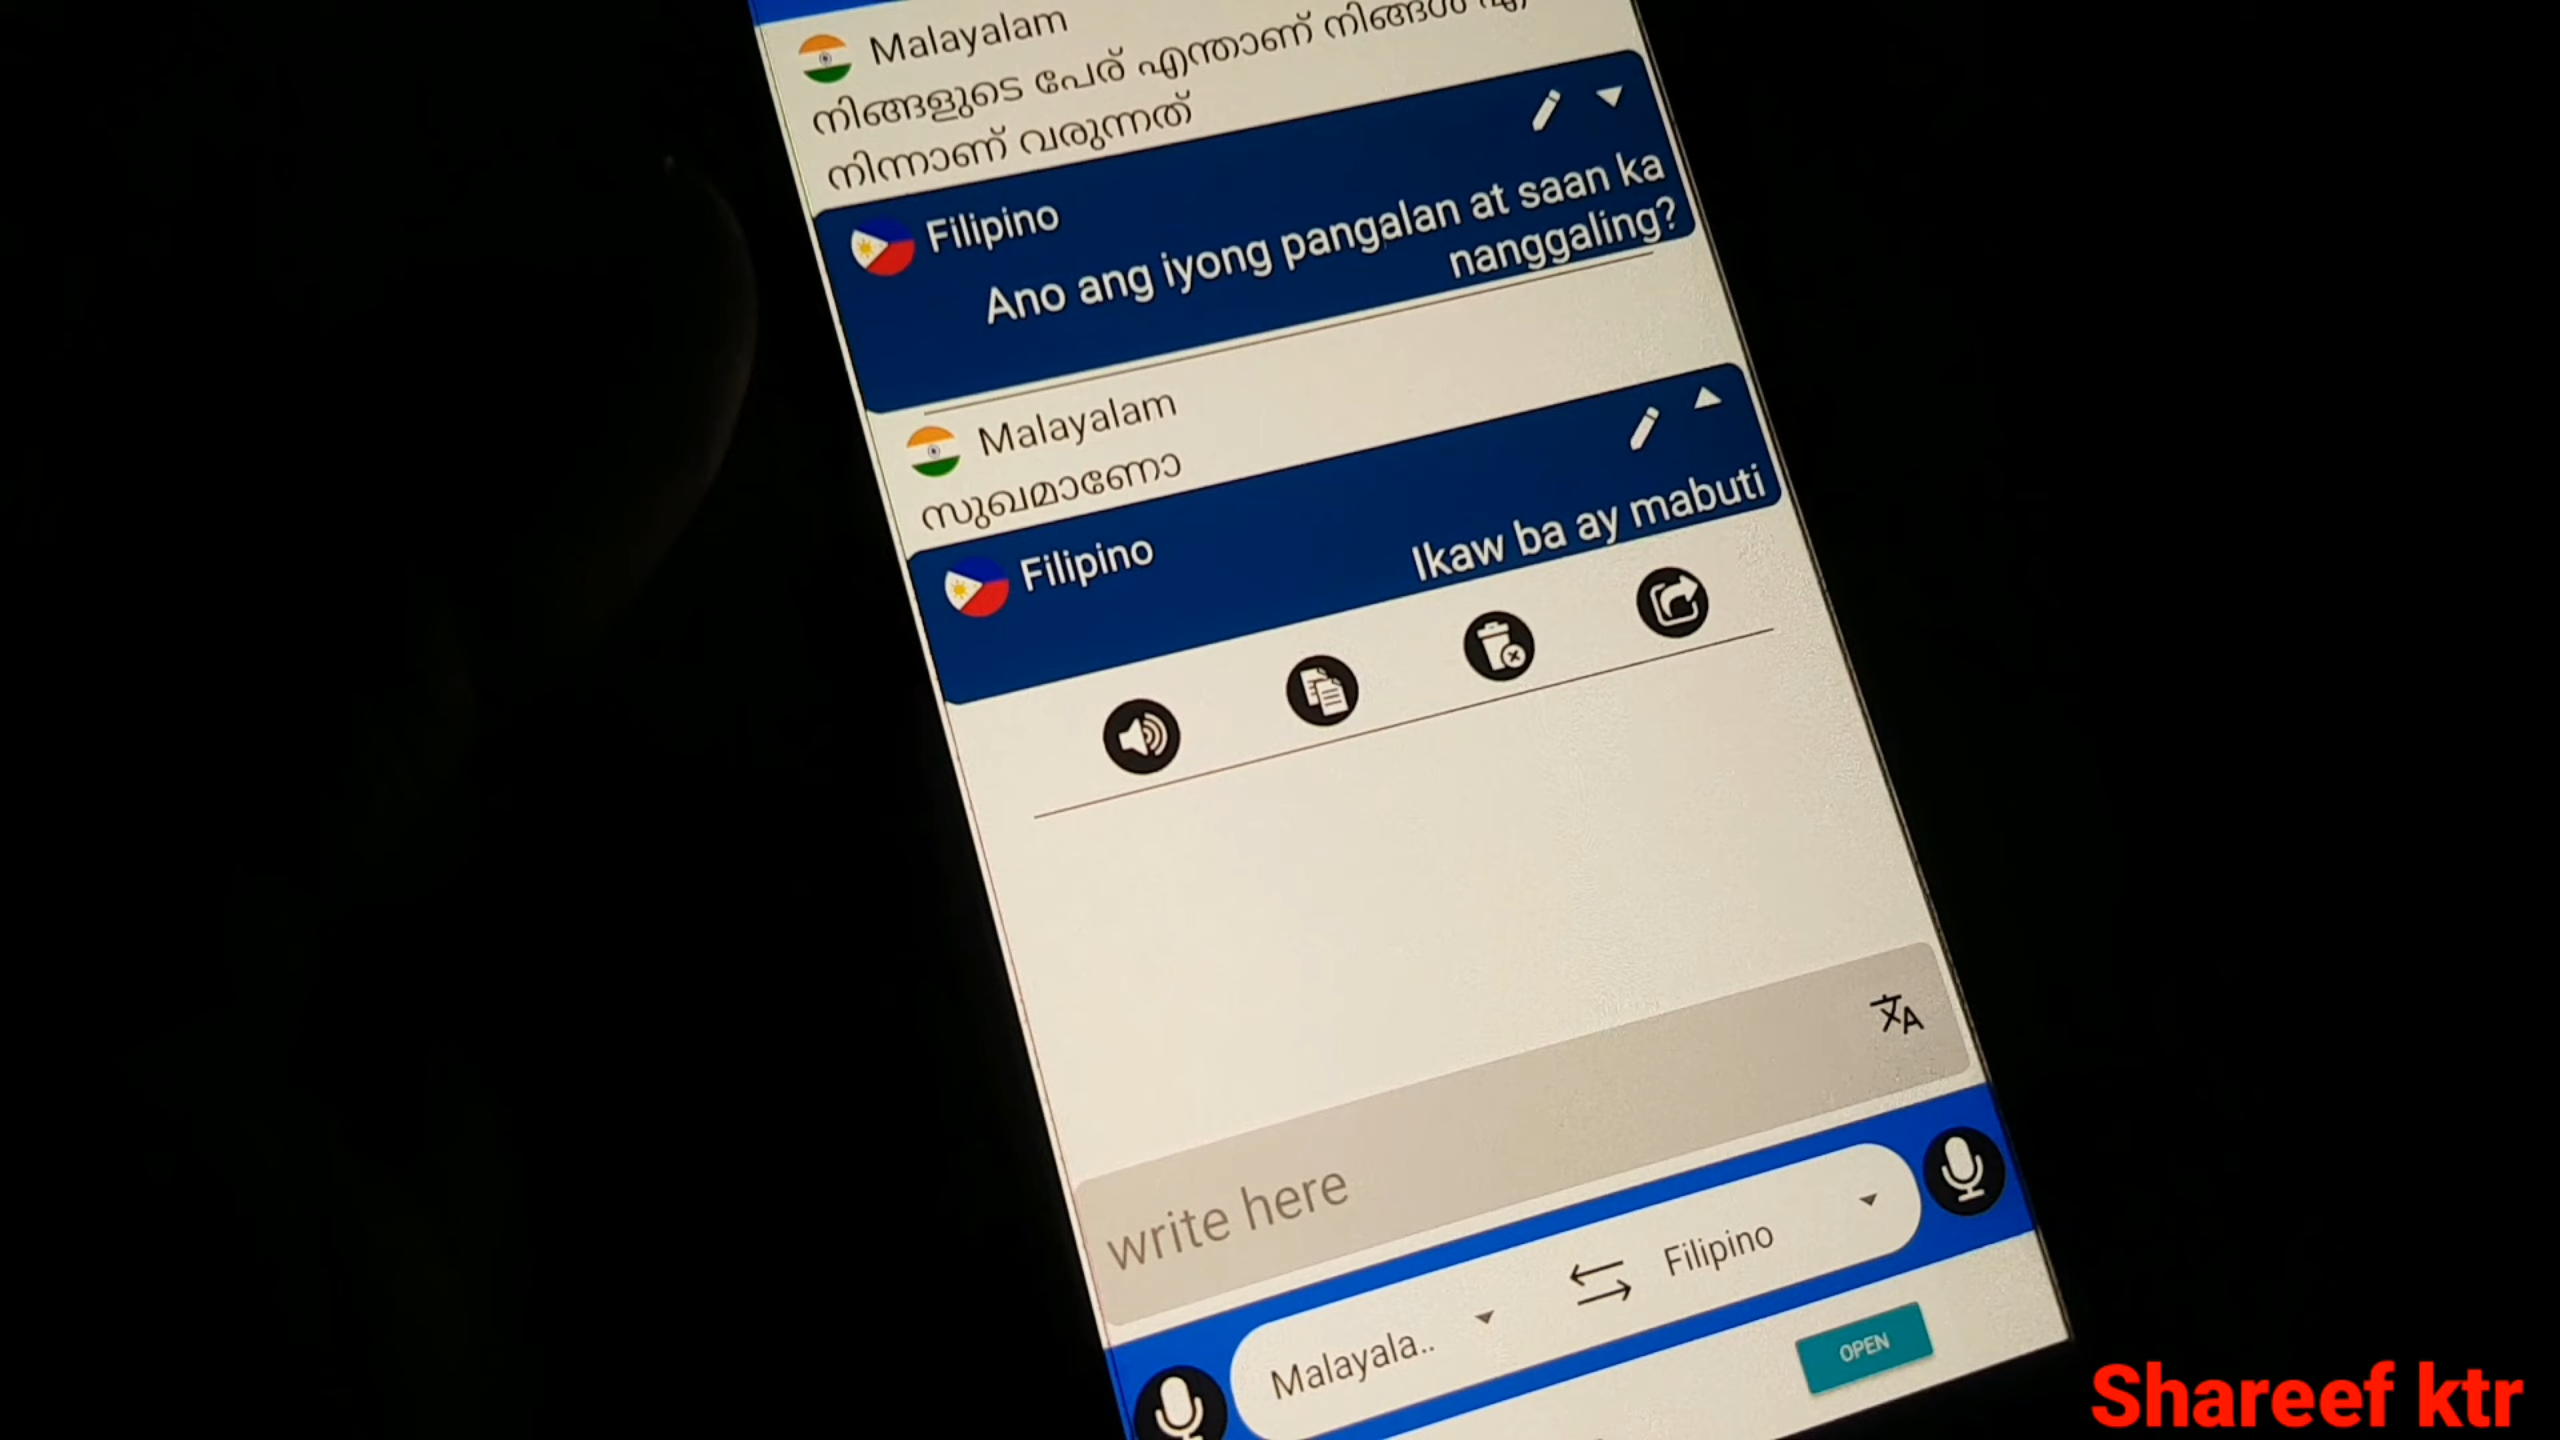 Malayalam
നിങ്ങളുടെ പേര് എന്താണ് നിങ്ങൾ
നിന്നാണ് വരുന്നത്
Filipino
Ano ang iyong pangalan at saan ka
nanggaling?
Malayalam
സുഖമാണോ
Filipino
Ikaw ba ay mabuti
write here
Malayala..
Filipino
OPEN
Shareef ktr